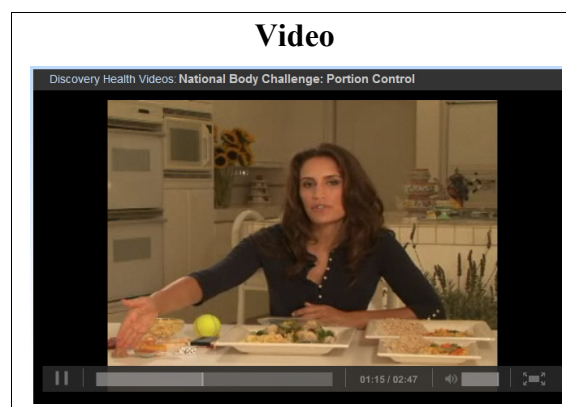 Video
Discovery Health Videos: National Body Challenge: Portion Control
01:15 / 02:47